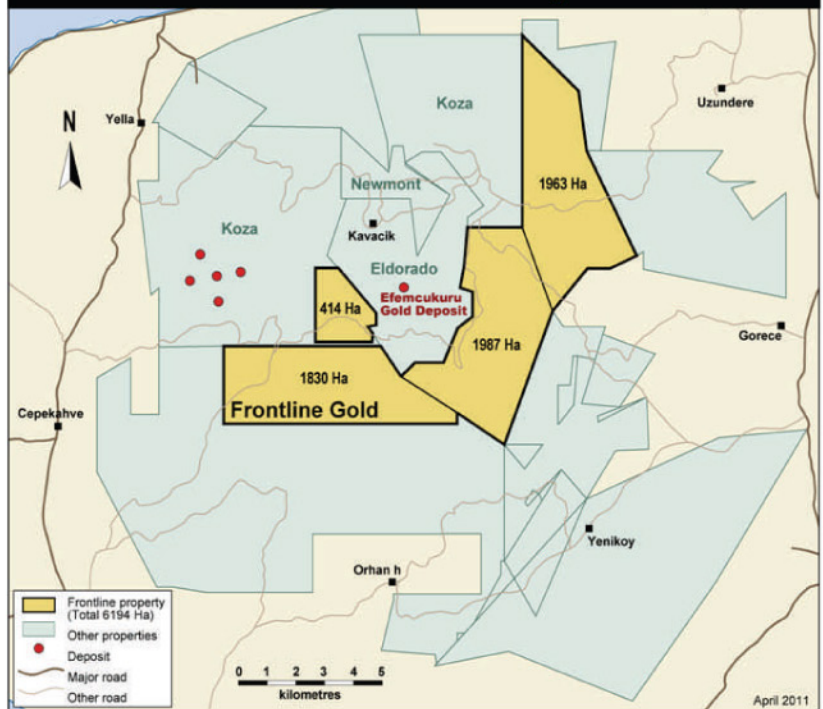 Koza
Uzundere
Yella
N
1963 Ha
Newmont
Koza
Kavacik
Eldorado
Efemcukuru
Gold Deposit
414 Ha
1987 Ha
Gorece
1830 Ha
Frontline Gold
Cepekahve
Yenikoy
Orhan h
Frontline property
(Total 6194 Ha)
Other properties
Deposit
Major road
Other road
0 1 2 3 4 5
kilometres
April 2011